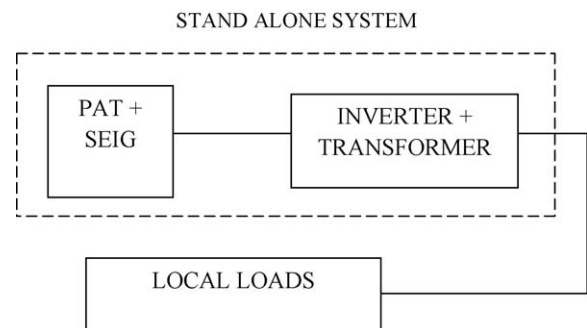 STAND ALONE SYSTEM
PAT +
SEIG
INVERTER +
TRANSFORMER
LOCAL LOADS